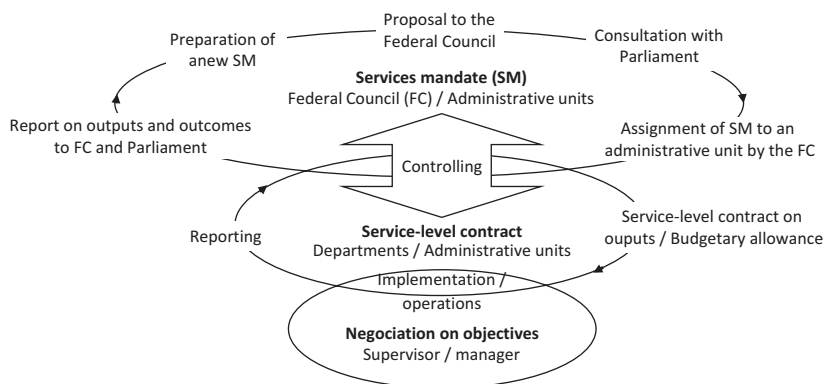 Proposal to the
Federal Council
Preparation of
anew SM
Consultation with
Parliament
Services mandate (SM)
Federal Council (FC) / Administrative units
Report on outputs and outcomes
to FC and Parliament
Assignment of SM to an
administrative unit by the FC
Controlling
Reporting
Service-level contract on
ouputs / Budgetary allowance
Service-level contract
Departments / Administrative units
Implementation /
operations
Negociation on objectives
Supervisor / manager